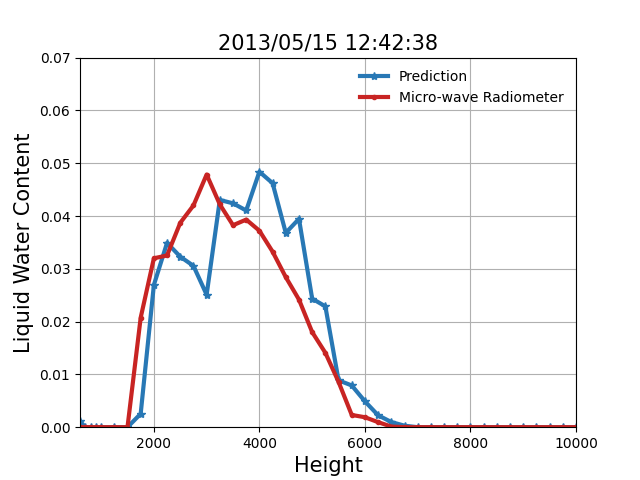 2013/05/15 12:42:38
0.07
0.06
0.05
0.04
0.03
0.02
0.01
0.00
Liquid Water Content
Prediction
Micro-wave Radiometer
2000 4000 6000 8000 10000
Height